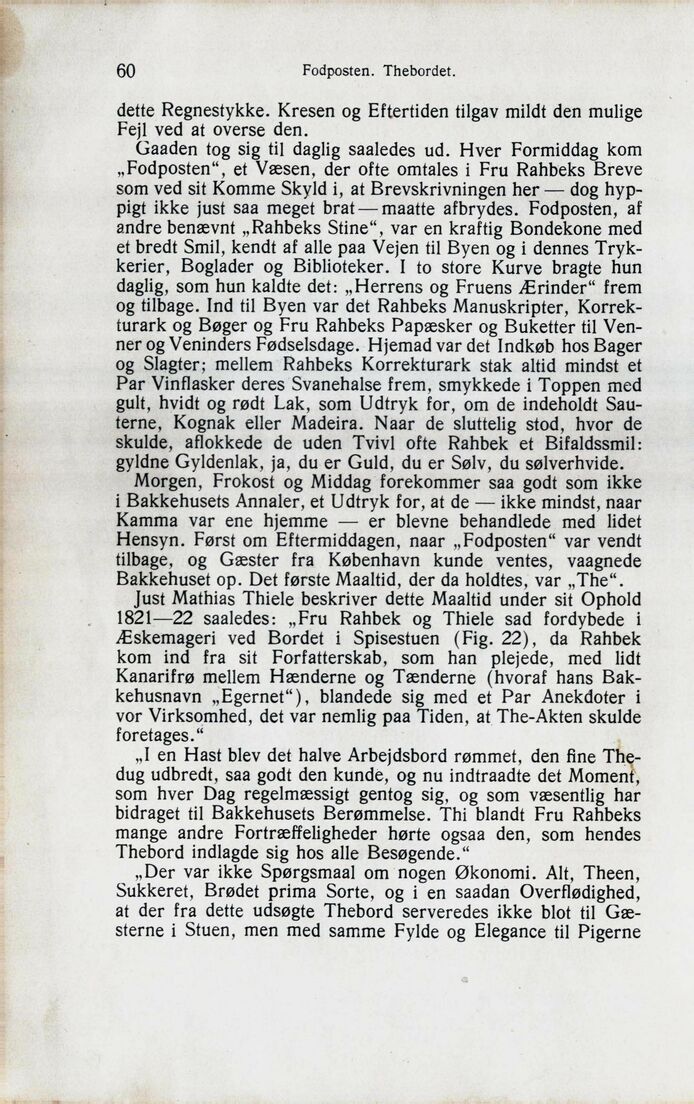 60 Fodposten. Thebordet.
dette Regnestykke. Kresen og Eftertiden tilgav mildt den mulige
Fejl ved at overse den.
Gaaden tog sig til daglig saaledes ud. Hver Formiddag kom
„Fodposten“, et Væsen, der ofte omtales i Fru Rahbeks Breve
som ved sit Komme Skyld i, at Brevskrivningen her — dog hyp-
pigt ikke just saa meget brat — maatte afbrydes. Fodposten, af
andre benævnt „Rahbeks Stine“, var en kraftig Bondekone med
et bredt Smil, kendt af alle paa Vejen til Byen og i dennes Tryk-
kerier, Boglader og Biblioteker. I to store Kurve bragte hun
daglig, som hun kaldte det: „Herrens og Fruens Ærinder“ frem
og tilbage. Ind til Byen var det Rahbeks Manuskripter, Korrek-
turark og Bøger og Fru Rahbeks Papæsker og Buketter til Ven-
ner og Veninders Fødselsdage. Hjemad var det Indkøb hos Bager
og Slagter; mellem Rahbeks Korrekturark stak altid mindst et
Par Vinflasker deres Svanehalse frem, smykkede i Toppen med
gult, hvidt og rødt Lak, som Udtryk for, om de indeholdt Sau-
terne, Kognak eller Madeira. Naar de sluttelig stod, hvor de
skulde, aflokkede de uden Tvivl ofte Rahbek et Bifaldssmil:
gyldne Gyldenlak, ja, du er Guld, du er Sølv, du sølverhvide.
Morgen, Frokost og Middag forekommer saa godt som ikke
i Bakkehusets Annaler, et Udtryk for, at de — ikke mindst, naar
Kamma var ene hjemme — er blevne behandlede med lidet
Hensyn. Først om Eftermiddagen, naar „Fodposten“ var vendt
tilbage, og Gæster fra København kunde ventes, vaagnede
Bakkehuset op. Det første Maaltid, der da holdtes, var „The“.
Just Mathias Thiele beskriver dette Maaltid under sit Ophold
1821—22 saaledes: „Fru Rahbek og Thiele sad fordybede i
Æskemageri ved Bordet i Spisestuen (Fig. 22), da Rahbek
kom ind fra sit Forfatterskab, som han plejede, med lidt
Kanarifrø mellem Hænderne og Tænderne (hvoraf hans Bak-
kehusnavn „Egernet“), blandede sig med et Par Anekdoter i
vor Virksomhed, det var nemlig paa Tiden, at The-Akten skulde
foretages.“
„I en Hast blev det halve Arbejdsbord rømmet, den fine The-
dug udbredt, saa godt den kunde, og nu indtraadte det Moment,
som hver Dag regelmæssigt gentog sig, og som væsentlig har
bidraget til Bakkehusets Berømmelse. Thi blandt Fru Rahbeks
mange andre Fortræffeligheder hørte ogsaa den, som hendes
Thebord indlagde sig hos alle Besøgende.“
„Der var ikke Spørgsmaal om nogen Økonomi. Alt, Theen,
Sukkeret, Brødet prima Sorte, og i en saadan Overflødighed,
at der fra dette udsøgte Thebord serveredes ikke blot til Gæ-
sterne i Stuen, men med samme Fylde og Elegance til Pigerne